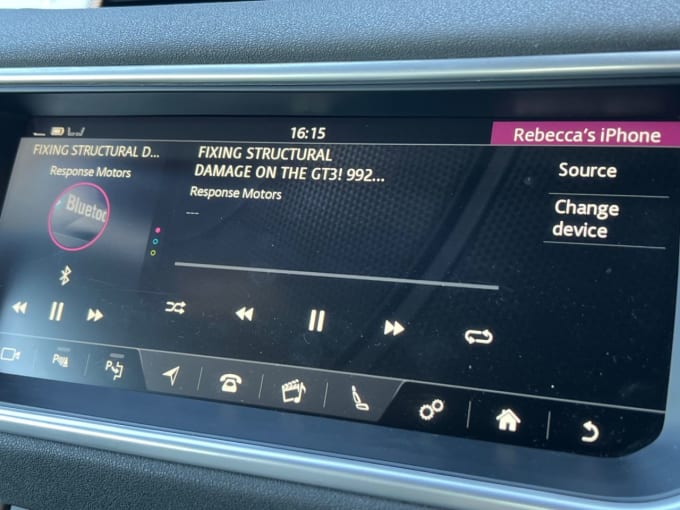 16:15
Rebecca's iPhone
FIXING STRUCTURAL D...
Response Motors
Bluetoo
FIXING STRUCTURAL
DAMAGE ON THE GT3! 992...
Response Motors
---
Source
Change
device